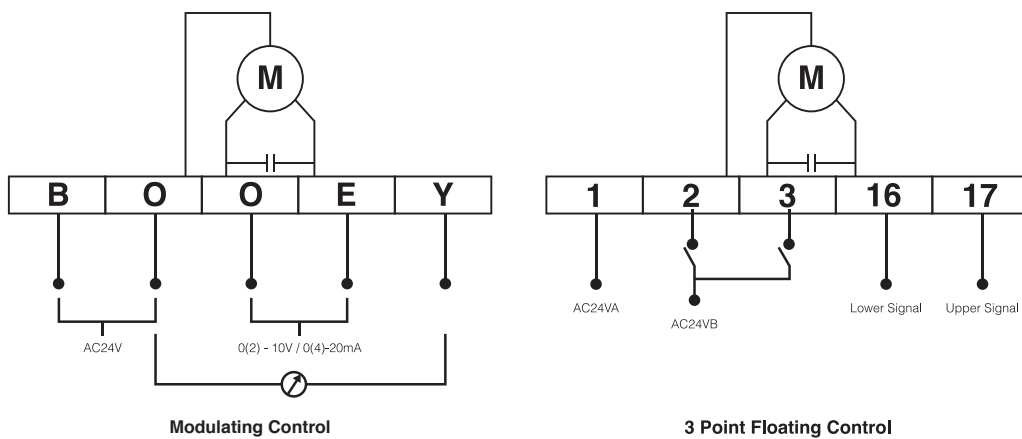 M
B O O E Y
AC24V
0(2) - 10V / 0(4)-20mA
Modulating Control
M
1 2 3 16 17
AC24VA
AC24VB
Lower Signal
Upper Signal
3 Point Floating Control